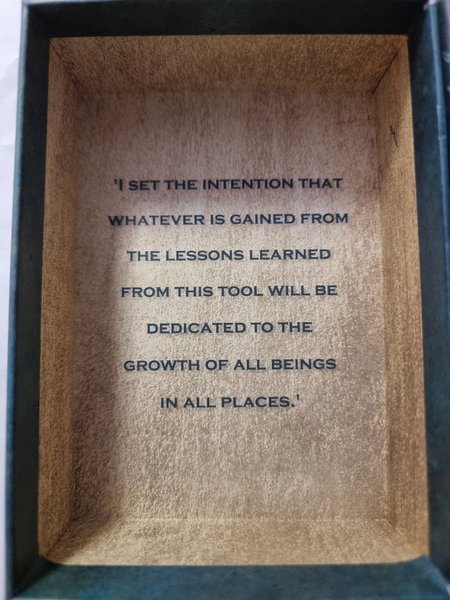 'I SET THE INTENTION THAT
WHATEVER IS GAINED FROM
THE LESSONS LEARNED
FROM THIS TOOL WILL BE
DEDICATED TO THE
GROWTH OF ALL BEINGS
IN ALL PLACES.'